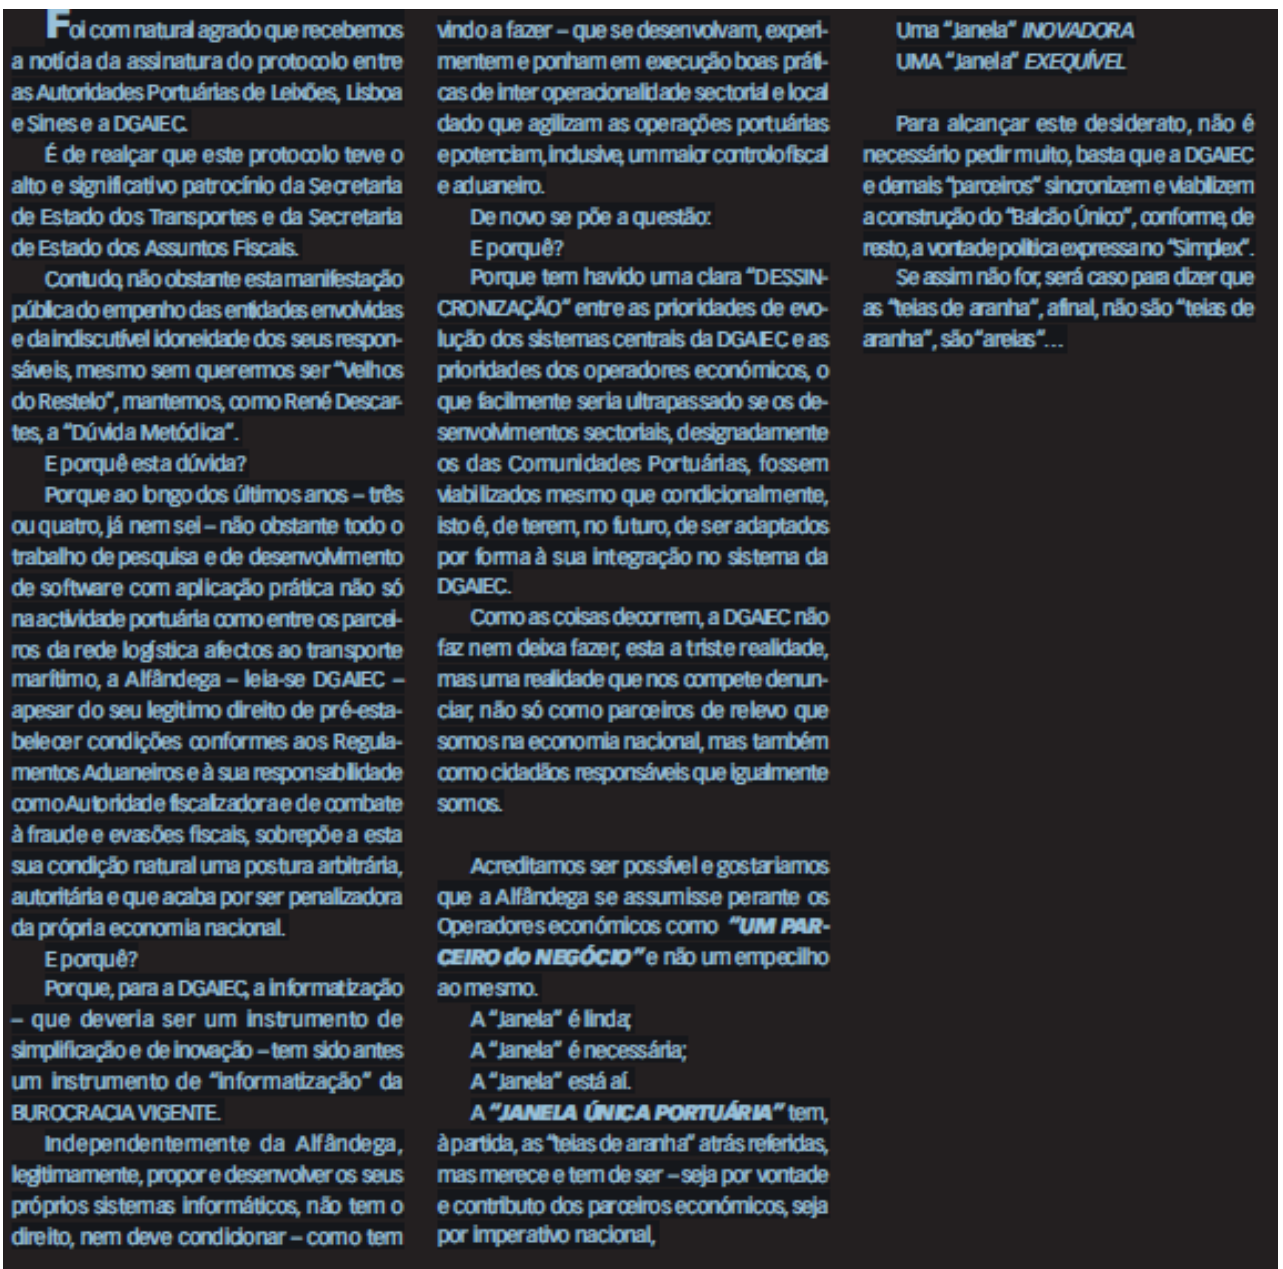 Foi com natural agrado que recebemos
a notícia da assinatura do protocolo entre
as Autoridades Portuárias de Leixões, Lisboa
e Sines e a DGAIEC.
É de realçar que este protocolo teve o
alto e significativo patrocínio da Secretaria
de Estado dos Transportes e da Secretaria
de Estado dos Assuntos Fiscais.
Contudo, não obstante esta manifestação
pública do empenho das entidades envolvidas
e da indiscutível idoneidade dos seus respon-
sáveis, mesmo sem querermos ser “Velhos
do Restelo”, mantemos, como René Descar-
tes, a “Dúvida Metódica”.
E porquê esta dúvida?
Porque ao longo dos últimos anos – três
ou quatro, já nem sei – não obstante todo o
trabalho de pesquisa e de desenvolvimento
de software com aplicação prática não só
na actividade portuária como entre os parcei-
ros da rede logística afectos ao transporte
marítimo, a Alfândega – leia-se DGAIEC –
apesar do seu legitimo direito de pré-esta-
belecer condições conformes aos Regula-
mentos Aduaneiros e à sua responsabilidade
como Autoridade fiscalizadora e de combate
à fraude e evasões fiscais, sobrepõe a esta
sua condição natural uma postura arbitrária,
autoritária e que acaba por ser penalizadora
da própria economia nacional.
E porquê?
Porque, para a DGAIEC, a informatização
– que deveria ser um instrumento de
simplificação e de inovação – tem sido antes
um instrumento de “informatização” da
BUROCRACIA VIGENTE.
Independentemente da Alfândega,
legitimamente, propor e desenvolver os seus
próprios sistemas informáticos, não tem o
direito, nem deve condicionar – como tem
vindo a fazer – que se desenvolvam, experi-
mentem e ponham em execução boas práti-
cas de inter operacionalidade sectorial e local
dado que agilizam as operações portuárias
e potenciam, inclusive, um maior controlo fiscal
e aduaneiro.
De novo se põe a questão:
E porquê?
Porque tem havido uma clara “DESSIN-
CRONIZAÇÃO” entre as prioridades de evo-
lução dos sistemas centrais da DGAIEC e as
prioridades dos operadores económicos, o
que facilmente seria ultrapassado se os de-
senvolvimentos sectoriais, designadamente
os das Comunidades Portuárias, fossem
viabilizados mesmo que condicionalmente,
isto é, de terem, no futuro, de ser adaptados
por forma à sua integração no sistema da
DGAIEC.
Como as coisas decorrem, a DGAIEC não
faz nem deixa fazer, esta a triste realidade,
mas uma realidade que nos compete denun-
ciar, não só como parceiros de relevo que
somos na economia nacional, mas também
como cidadãos responsáveis que igualmente
somos.
Acreditamos ser possível e gostariamos
que a Alfândega se assumisse perante os
Operadores económicos como “UM PAR-
CEIRO do NEGÓCIO” e não um empecilho
ao mesmo.
A “Janela” é linda;
A “Janela” é necessária;
A “Janela” está aí.
A “JANELA ÚNICA PORTUÁRIA” tem,
à partida, as “teias de aranha” atrás referidas,
mas merece e tem de ser – seja por vontade
e contributo dos parceiros económicos, seja
por imperativo nacional,
Uma “Janela” INOVADORA
UMA “Janela” EXEQUÍVEL
Para alcançar este desiderato, não é
necessário pedir muito, basta que a DGAIEC
e demais “parceiros” sincronizem e viabilizem
a construção do “Balcão Único”, conforme, de
resto, a vontade politica expressa no “Simplex”.
Se assim não for, será caso para dizer que
as “teias de aranha”, afinal, não são “teias de
aranha”, são “areias”…